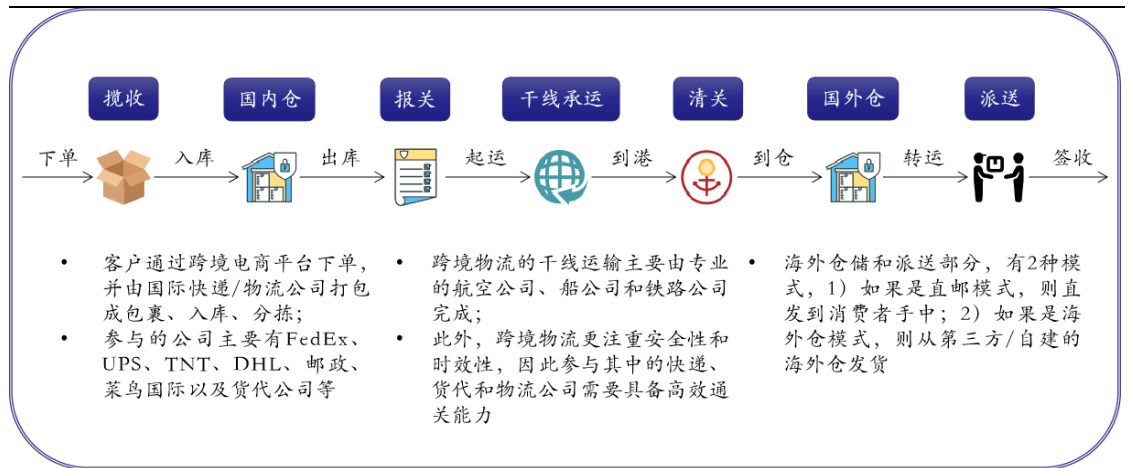 揽收 国内仓 报关 干线承运 清关 国外仓 派送
下单 入库 出库 起运 到港 到仓 转运 签收
• 客户通过跨境电商平台下单，
并由国际快递/物流公司打包
成包裹、入库、分拣；
• 参与的公司主要有FedEx、
UPS、TNT、DHL、邮政、
菜鸟国际以及货代公司等
• 跨境物流的干线运输主要由专业
的航空公司、船公司和铁路公司
完成；
• 此外，跨境物流更注重安全性和
时效性，因此参与其中的快递、
货代和物流公司需要具备高效通
关能力
• 海外仓储和派送部分，有2种模
式，1）如果是直邮模式，则直
发到消费者手中；2）如果是海
外仓模式，则从第三方/自建的
海外仓发货